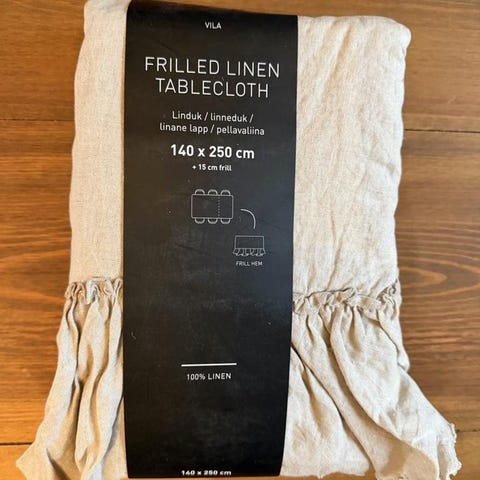 VILA
FRILLED LINEN
TABLECLOTH
Linduk / linneduk /
linane lapp / pellavaliina
140 x 250 cm
+ 15 cm frill
FRILL HEM
100% LINEN
140 x 250 cm